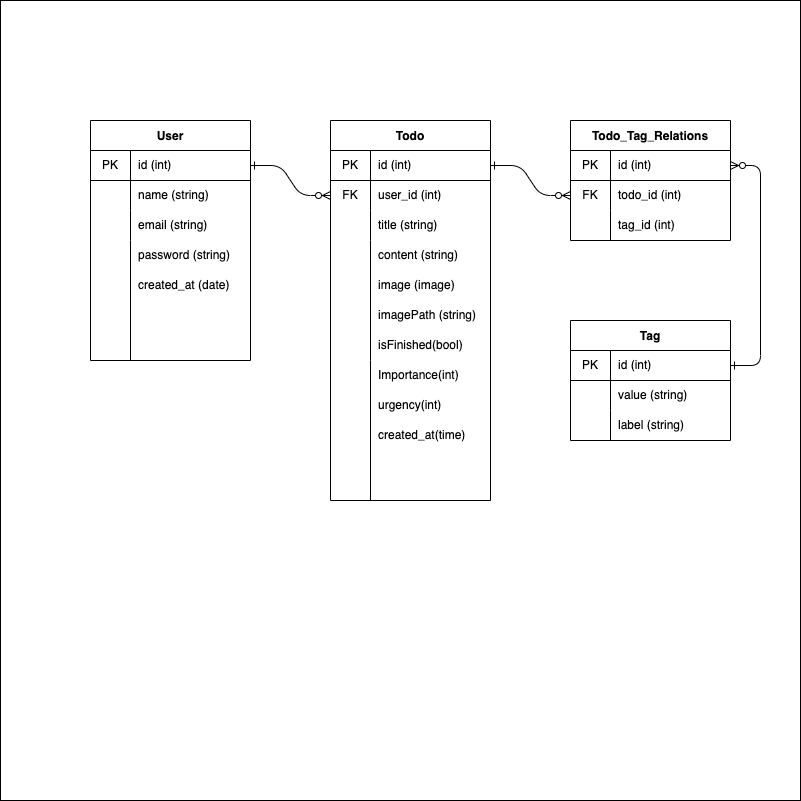 User
PK id (int)
name (string)
email (string)
password (string)
created_at (date)
Todo
PK id (int)
FK user_id (int)
title (string)
content (string)
image (image)
imagePath (string)
isFinished(bool)
Importance(int)
urgency(int)
created_at(time)
Todo_Tag_Relations
PK id (int)
FK todo_id (int)
tag_id (int)
Tag
PK id (int)
value (string)
label (string)